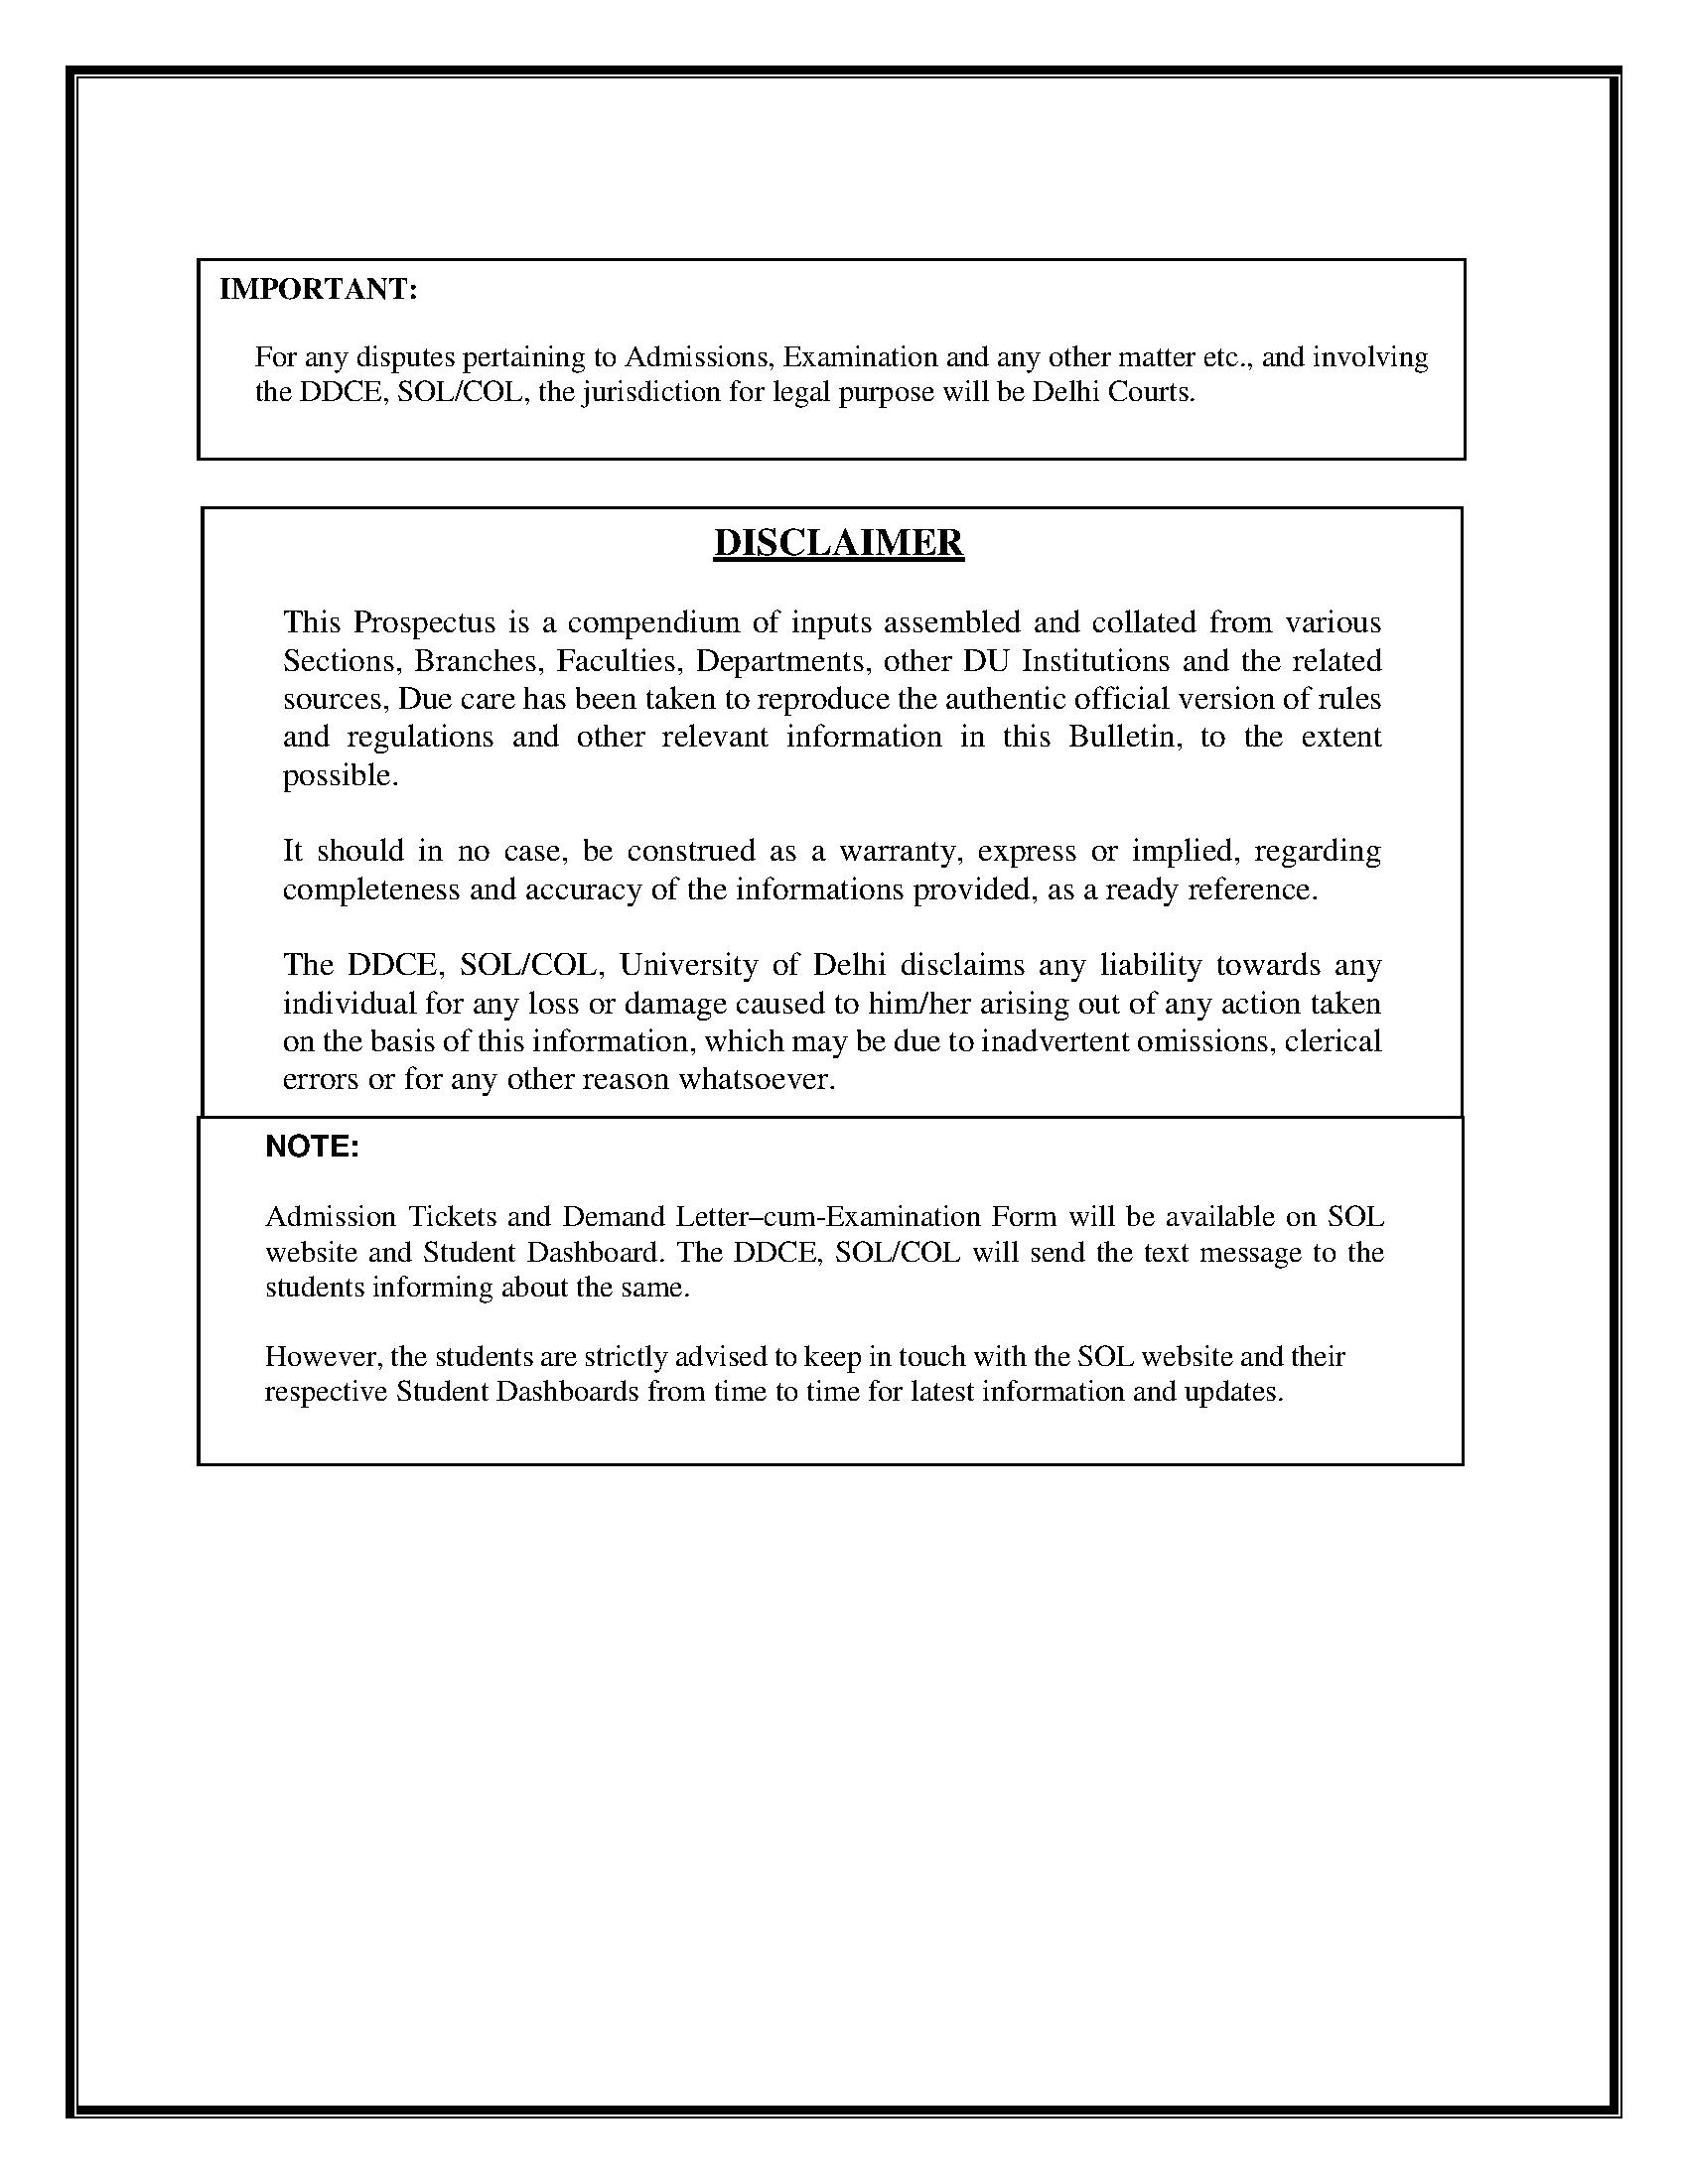 IMPORTANT:
For any disputes pertaining to Admissions, Examination and any other matter etc., and involving
the DDCE, SOL/COL, the jurisdiction for legal purpose will be Delhi Courts.
DISCLAIMER
This Prospectus is a compendium of inputs assembled and collated from various
Sections, Branches, Faculties, Departments, other DU Institutions and the related
sources, Due care has been taken to reproduce the authentic official version of rules
and regulations and other relevant information in this Bulletin, to the extent
possible.
It should in no case, be construed as a warranty, express or implied, regarding
completeness and accuracy of the informations provided, as a ready reference.
The DDCE, SOL/COL, University of Delhi disclaims any liability towards any
individual for any loss or damage caused to him/her arising out of any action taken
on the basis of this information, which may be due to inadvertent omissions, clerical
errors or for any other reason whatsoever.
NOTE:
Admission Tickets and Demand Letter–cum-Examination Form will be available on SOL
website and Student Dashboard. The DDCE, SOL/COL will send the text message to the
students informing about the same.
However, the students are strictly advised to keep in touch with the SOL website and their
respective Student Dashboards from time to time for latest information and updates.